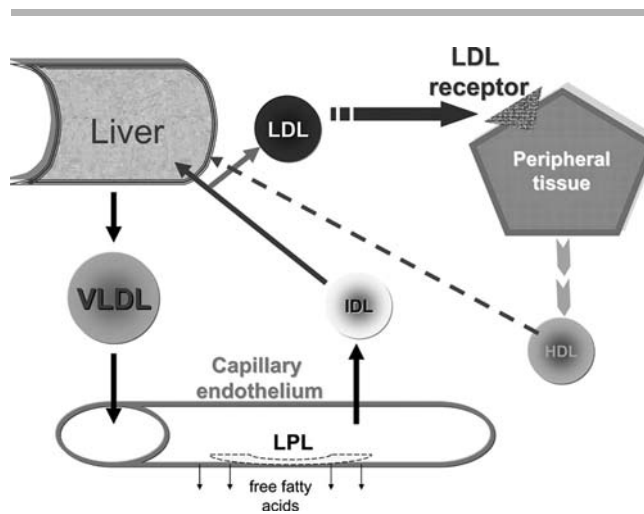 LDL
receptor
Liver
LDL
Peripheral
tissue
VLDL
IDL
HDL
Capillary
endothelium
LPL
free fatty
acids